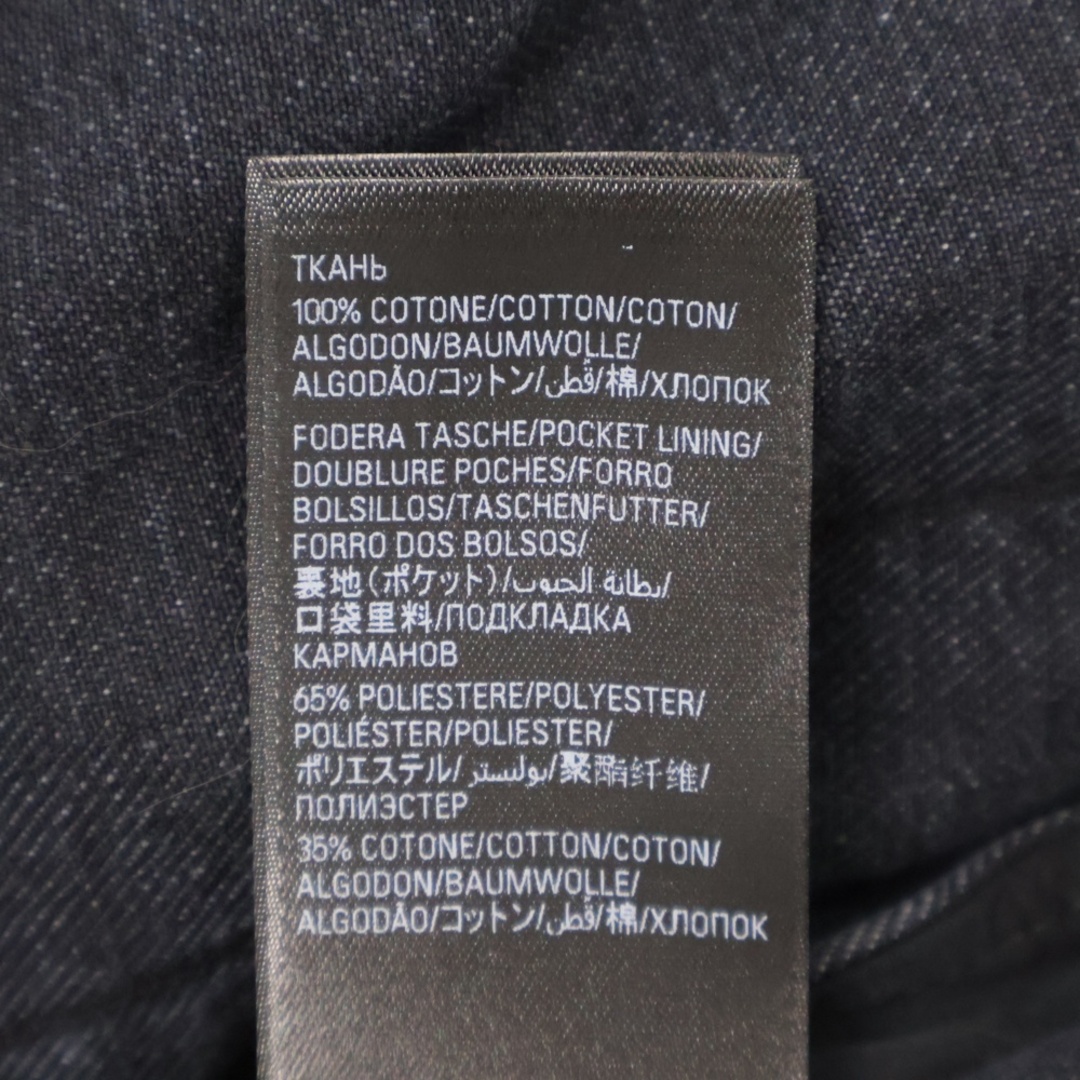 ТКАНЬ
100% COTONE/COTTON/COTON/
ALGODON/BAUMWOLLE/
ALGODÃO/コットン/قطن/棉/ХЛОПОК
FODERA TASCHE/POCKET LINING/
DOUBLURE POCHES/FORRO
BOLSILLOS/TASCHENFUTTER/
FORRO DOS BOLSOS/
裏地(ポケット)/بطانة الجيوب/
口袋里料/ПОДКЛАДКА
КАРМАНОВ
65% POLIESTERE/POLYESTER/
POLIÉSTER/POLIESTER/
ポリエステル/بوليستر/聚酯纤维/
ПОЛИЭСТЕР
35% COTONE/COTTON/COTON/
ALGODON/BAUMWOLLE/
ALGODÃO/コットン/قطن/棉/ХЛОПОК